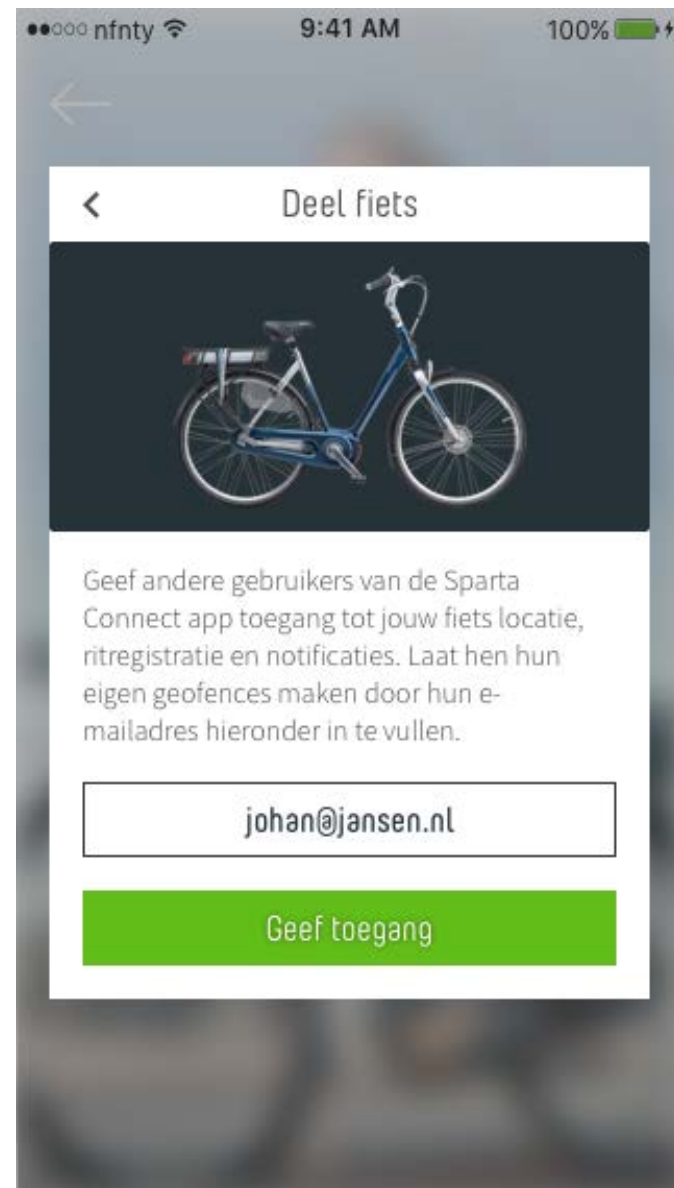 nfnty 9:41 AM 100%
Deel fiets
Geef andere gebruikers van de Sparta
Connect app toegang tot jouw fiets locatie,
ritregistratie en notificaties. Laat hen hun
eigen geofences maken door hun e-
mailadres hieronder in te vullen.
johan@jansen.nl
Geef toegang